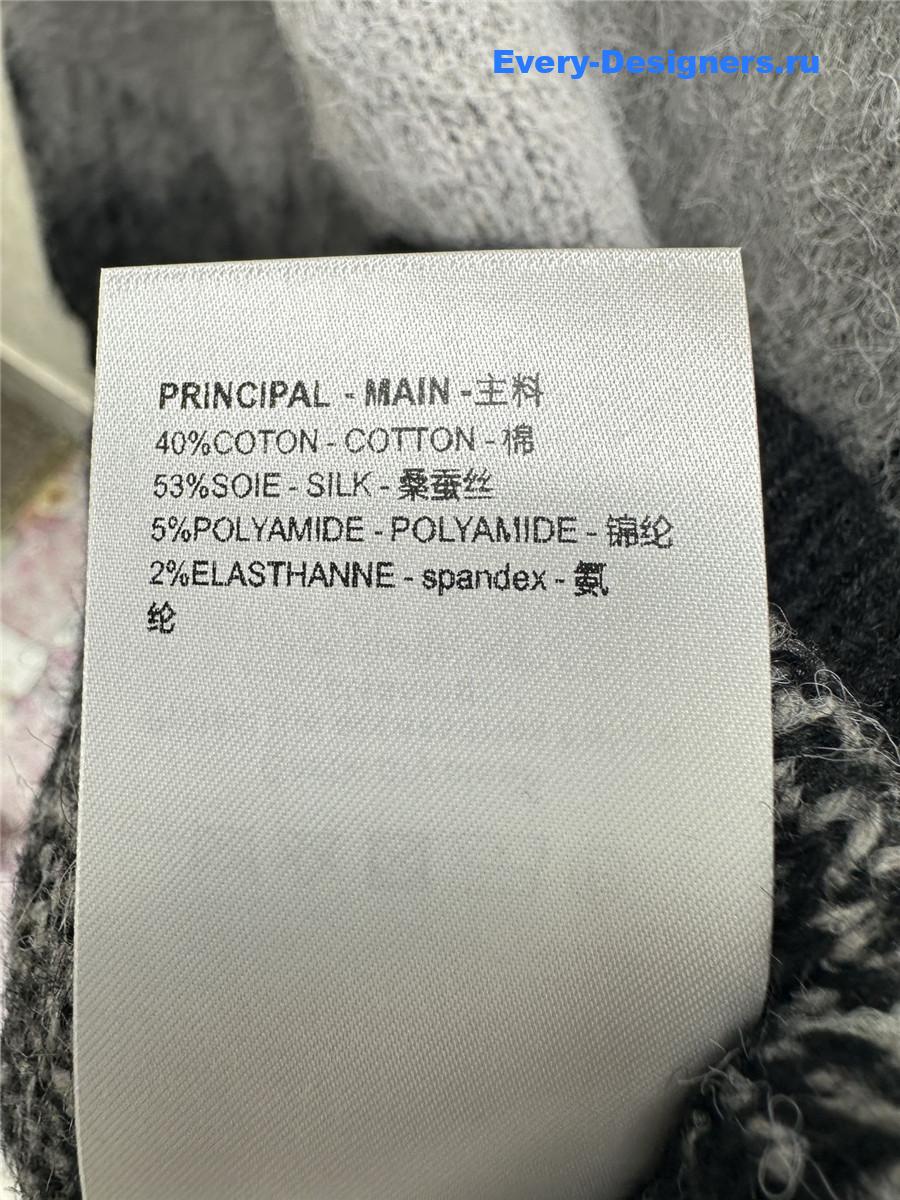 Every-Designers.ru
PRINCIPAL - MAIN -主料
40%COTON - COTTON - 棉
53%SOIE - SILK - 桑蚕丝
5%POLYAMIDE - POLYAMIDE - 锦纶
2%ELASTHANNE - spandex - 氨
纶